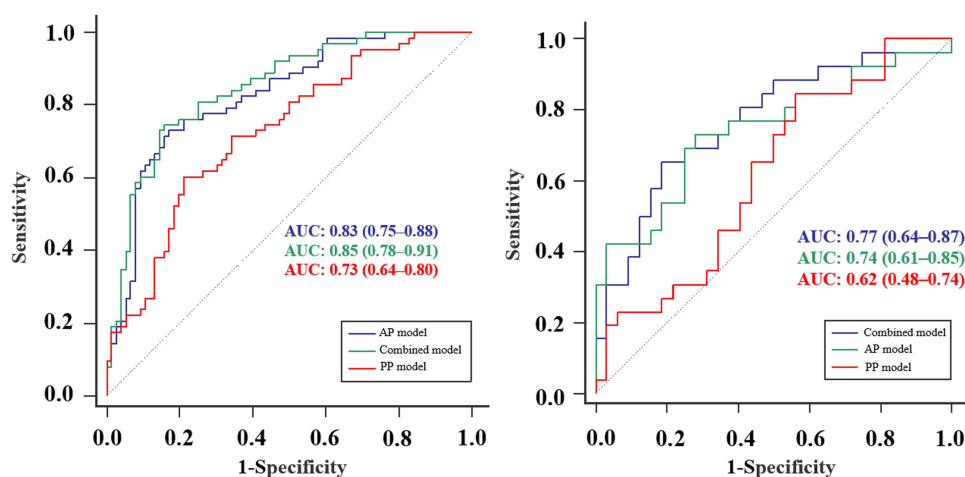 1.0
0.8
0.6
0.4
0.2
0.0
Sensitivity
AUC: 0.83 (0.75–0.88)
AUC: 0.85 (0.78–0.91)
AUC: 0.73 (0.64–0.80)
AP model
Combined model
PP model
0.0 0.2 0.4 0.6 0.8 1.0
1-Specificity
1.0
0.8
0.6
0.4
0.2
0.0
Sensitivity
AUC: 0.77 (0.64–0.87)
AUC: 0.74 (0.61–0.85)
AUC: 0.62 (0.48–0.74)
Combined model
AP model
PP model
0.0 0.2 0.4 0.6 0.8 1.0
1-Specificity